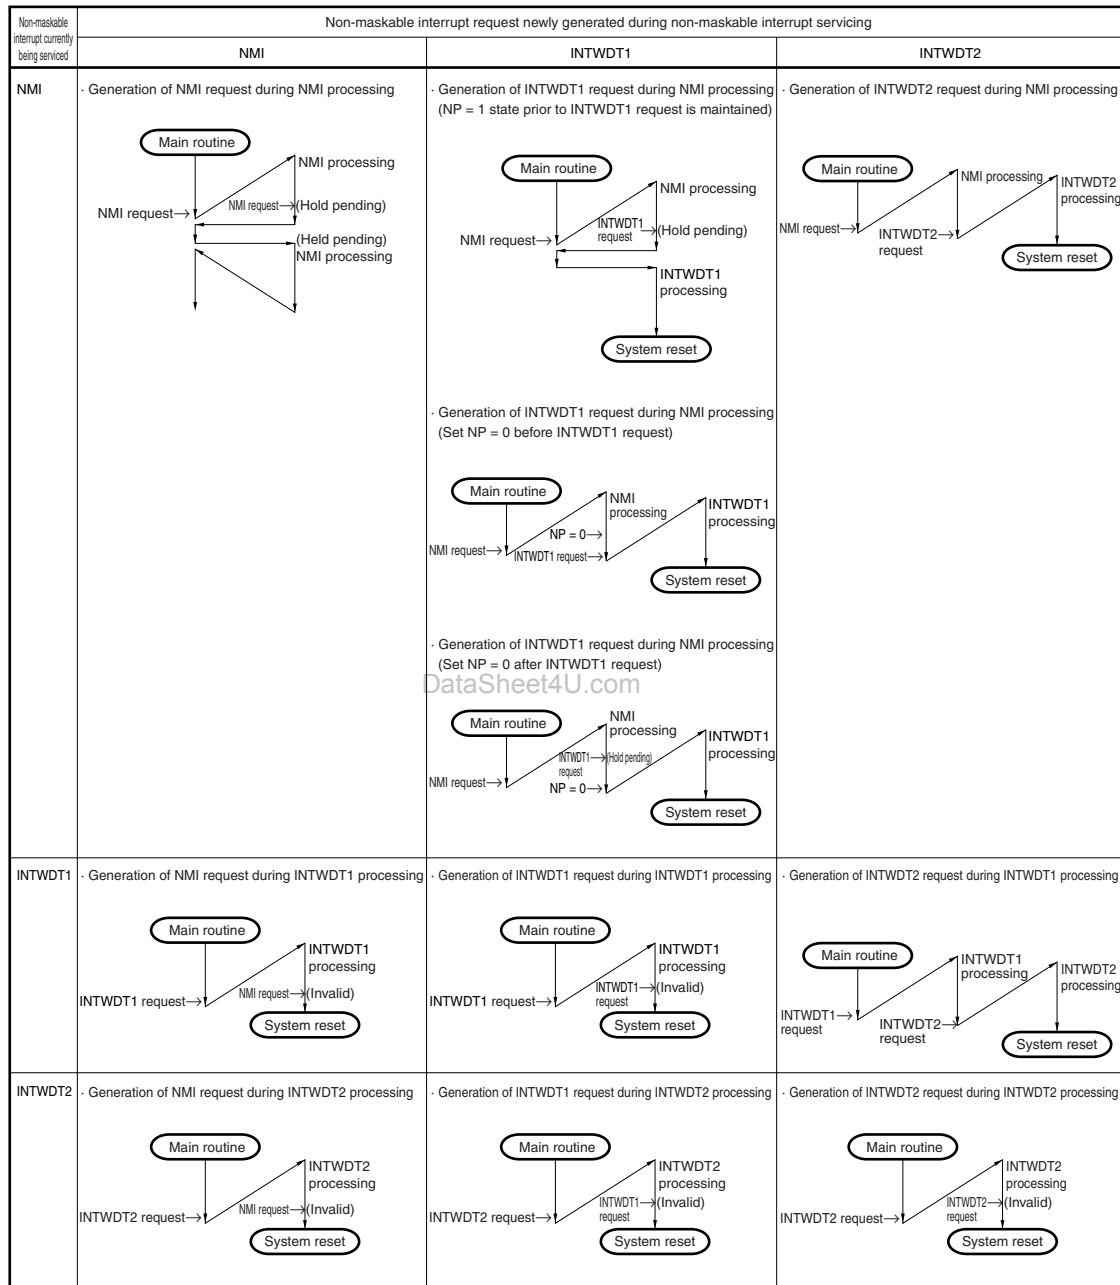 Non-maskable
interrupt currently
being serviced
Non-maskable interrupt request newly generated during non-maskable interrupt servicing
NMI
INTWDT1
INTWDT2
NMI
· Generation of NMI request during NMI processing
Main routine
NMI processing
NMI request→
NMI request→(Hold pending)
(Held pending)
NMI processing
· Generation of INTWDT1 request during NMI processing
(NP = 1 state prior to INTWDT1 request is maintained)
Main routine
NMI processing
NMI request→
INTWDT1
request
→(Hold pending)
INTWDT1
processing
System reset
· Generation of INTWDT1 request during NMI processing
(Set NP = 0 before INTWDT1 request)
Main routine
NMI
processing
INTWDT1
processing
NP = 0→
NMI request→
INTWDT1 request→
System reset
· Generation of INTWDT1 request during NMI processing
(Set NP = 0 after INTWDT1 request)
DataSheet4U.com
Main routine
NMI
processing
INTWDT1
processing
INTWDT1→(Hold pending)
request
NMI request→
NP = 0→
System reset
· Generation of INTWDT2 request during NMI processing
Main routine
NMI processing
INTWDT2
processing
NMI request→
INTWDT2→
request
System reset
INTWDT1
· Generation of NMI request during INTWDT1 processing
Main routine
INTWDT1
processing
NMI request→(Invalid)
INTWDT1 request→
System reset
· Generation of INTWDT1 request during INTWDT1 processing
Main routine
INTWDT1
processing
INTWDT1→(Invalid)
request
INTWDT1 request→
System reset
· Generation of INTWDT2 request during INTWDT1 processing
Main routine
INTWDT1
processing
INTWDT2
processing
INTWDT1→
request
INTWDT2→
request
System reset
INTWDT2
· Generation of NMI request during INTWDT2 processing
Main routine
INTWDT2
processing
NMI request→(Invalid)
INTWDT2 request→
System reset
· Generation of INTWDT1 request during INTWDT2 processing
Main routine
INTWDT2
processing
INTWDT1→(Invalid)
request
INTWDT2 request→
System reset
· Generation of INTWDT2 request during INTWDT2 processing
Main routine
INTWDT2
processing
INTWDT2→(Invalid)
request
INTWDT2 request→
System reset